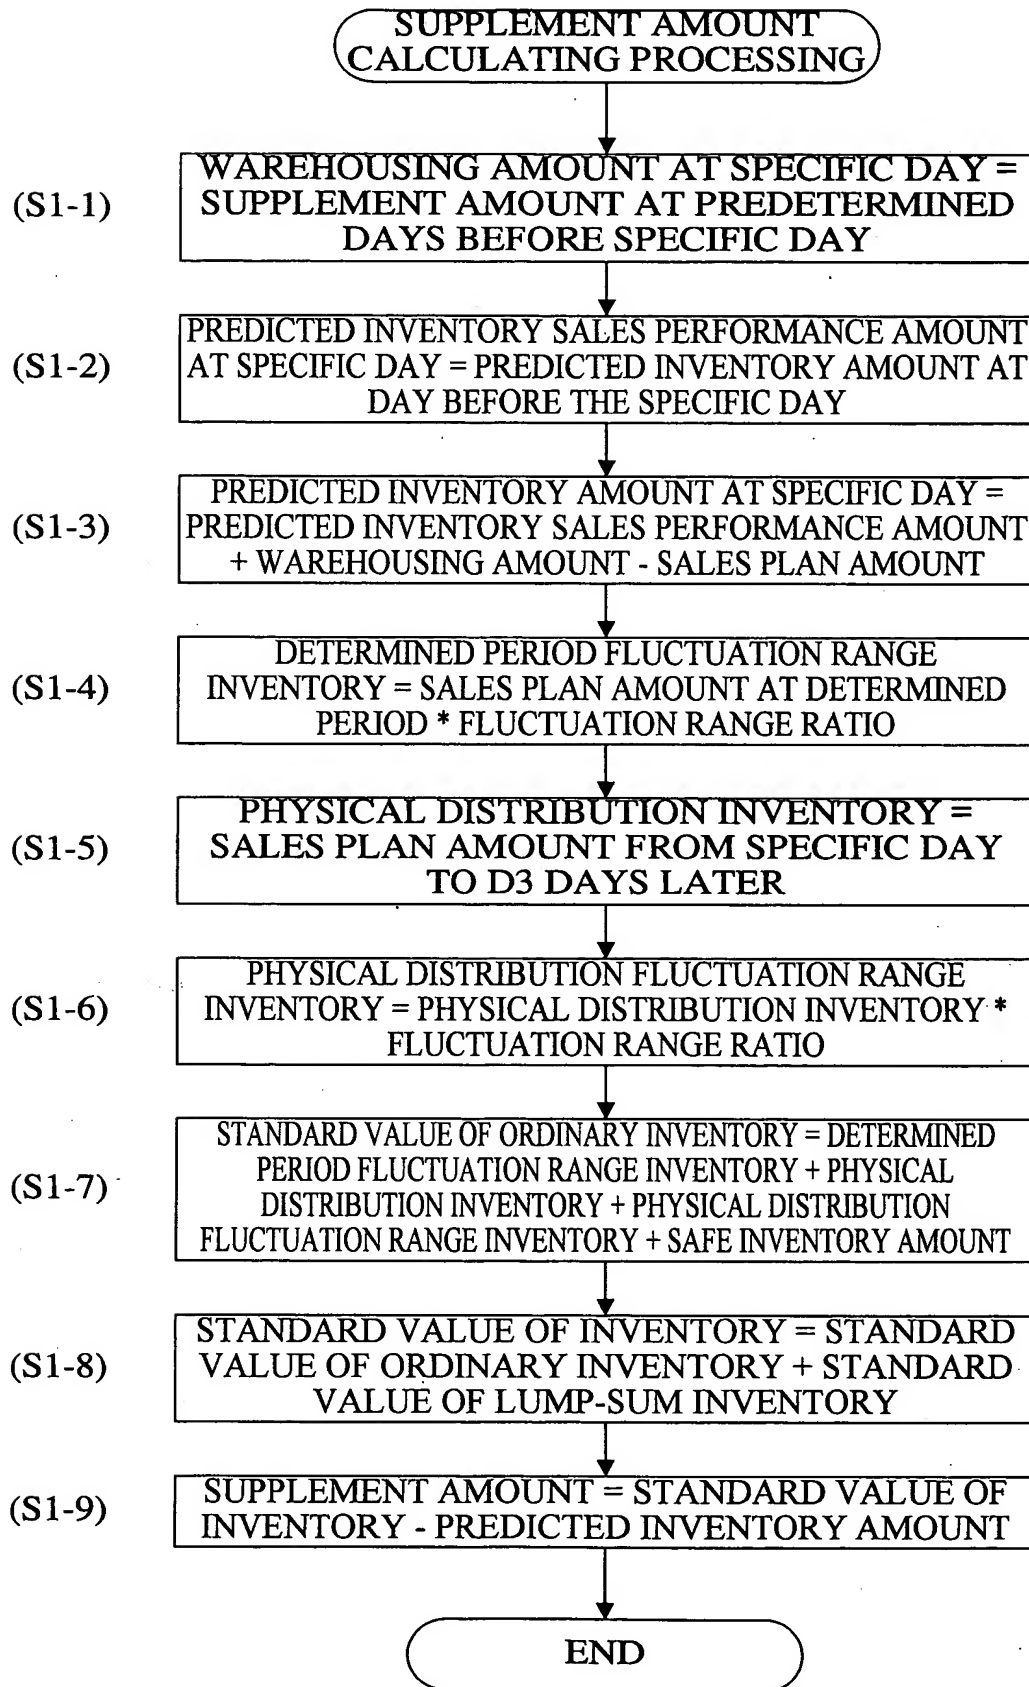 SUPPLEMENT AMOUNT
CALCULATING PROCESSING
(S1-1)
WAREHOUSING AMOUNT AT SPECIFIC DAY =
SUPPLEMENT AMOUNT AT PREDETERMINED
DAYS BEFORE SPECIFIC DAY
(S1-2)
PREDICTED INVENTORY SALES PERFORMANCE AMOUNT
AT SPECIFIC DAY = PREDICTED INVENTORY AMOUNT AT
DAY BEFORE THE SPECIFIC DAY
(S1-3)
PREDICTED INVENTORY AMOUNT AT SPECIFIC DAY =
PREDICTED INVENTORY SALES PERFORMANCE AMOUNT
+ WAREHOUSING AMOUNT - SALES PLAN AMOUNT
(S1-4)
DETERMINED PERIOD FLUCTUATION RANGE
INVENTORY = SALES PLAN AMOUNT AT DETERMINED
PERIOD * FLUCTUATION RANGE RATIO
(S1-5)
PHYSICAL DISTRIBUTION INVENTORY =
SALES PLAN AMOUNT FROM SPECIFIC DAY
TO D3 DAYS LATER
(S1-6)
PHYSICAL DISTRIBUTION FLUCTUATION RANGE
INVENTORY = PHYSICAL DISTRIBUTION INVENTORY *
FLUCTUATION RANGE RATIO
(S1-7)
STANDARD VALUE OF ORDINARY INVENTORY = DETERMINED
PERIOD FLUCTUATION RANGE INVENTORY + PHYSICAL
DISTRIBUTION INVENTORY + PHYSICAL DISTRIBUTION
FLUCTUATION RANGE INVENTORY + SAFE INVENTORY AMOUNT
(S1-8)
STANDARD VALUE OF INVENTORY = STANDARD
VALUE OF ORDINARY INVENTORY + STANDARD
VALUE OF LUMP-SUM INVENTORY
(S1-9)
SUPPLEMENT AMOUNT = STANDARD VALUE OF
INVENTORY - PREDICTED INVENTORY AMOUNT
END